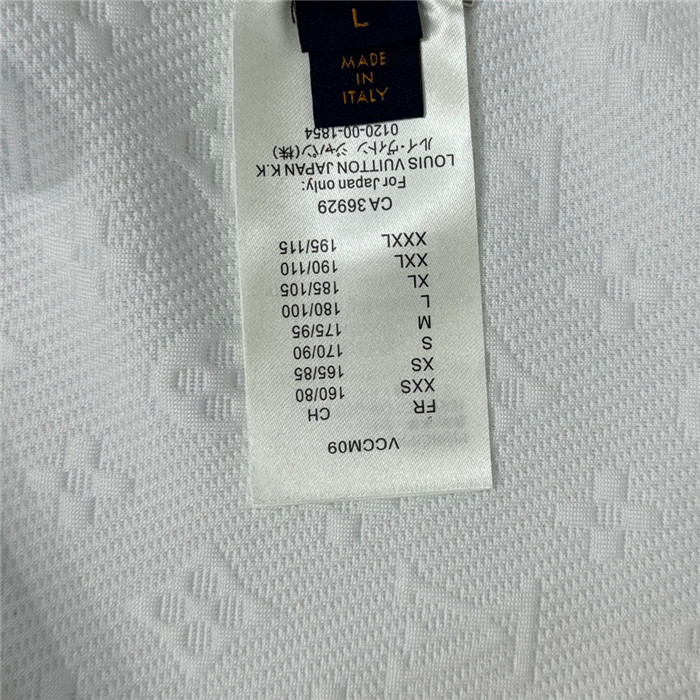 L
MADE
IN
ITALY
VCCM09
FR CH
XXS 160/80
XS 165/85
S 170/90
M 175/95
L 180/100
XL 185/105
XXL 190/110
XXXL 195/115
CA 36929
For Japan only:
LOUIS VUITTON JAPAN K.K
ルイ・ヴィトン ジャパン(株)
0120-00-1854